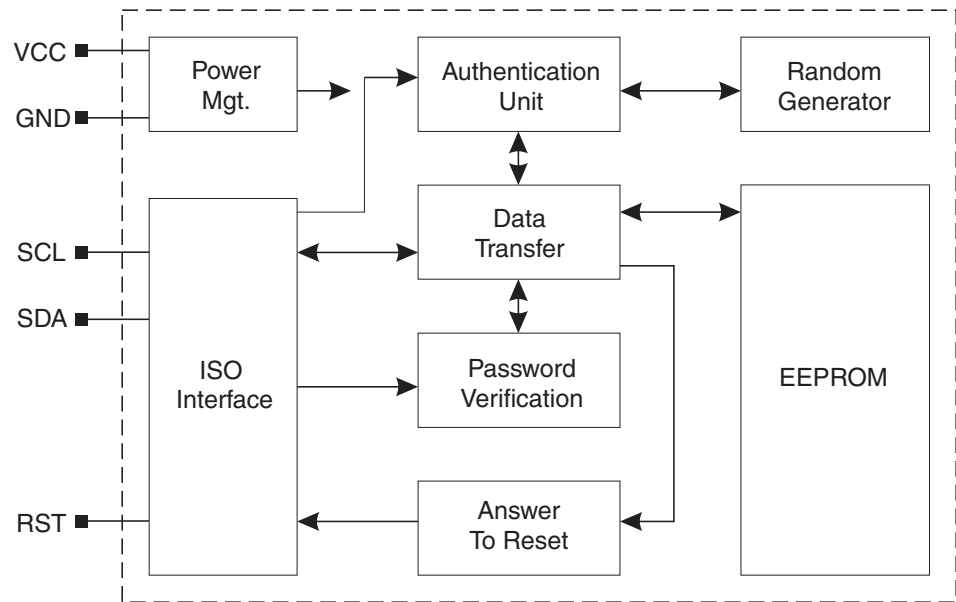 VCC
GND
Power
Mgt.
Authentication
Unit
Random
Generator
SCL
SDA
RST
ISO
Interface
Data
Transfer
Password
Verification
Answer
To Reset
EEPROM